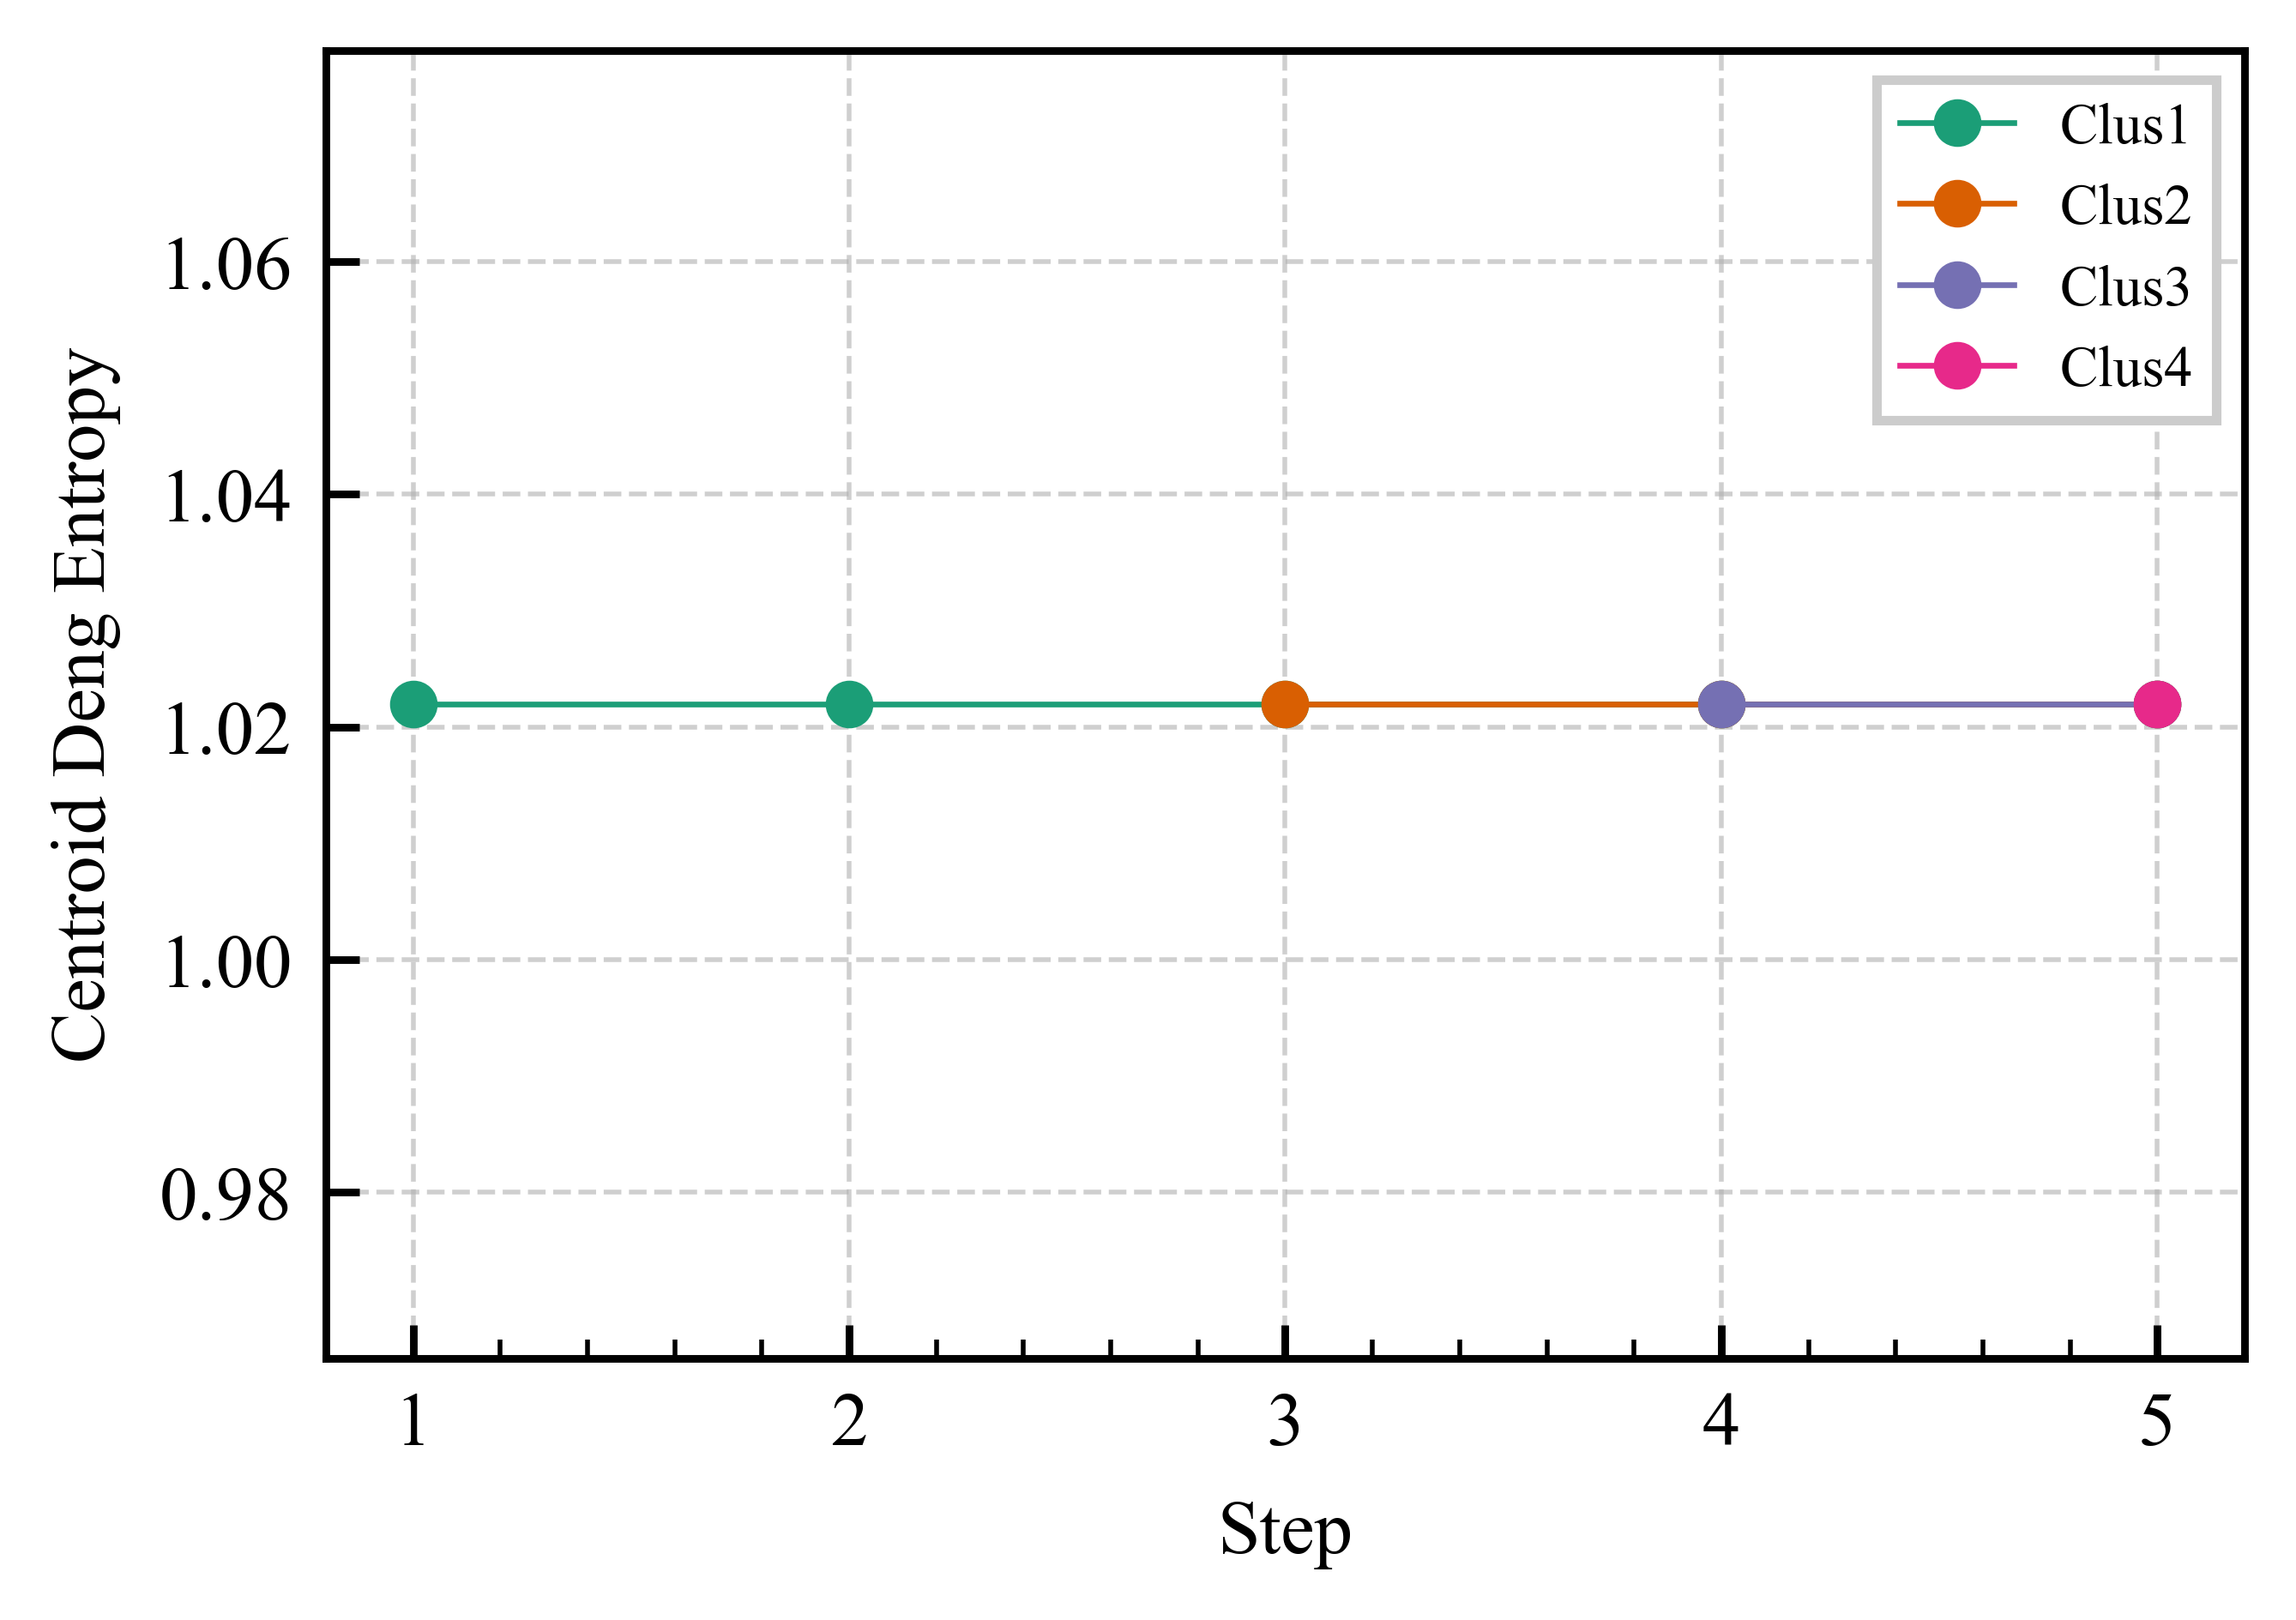 Clus1
Clus2
Clus3
Clus4
1.06
1.04
1.02
1.00
0.98
Centroid Deng Entropy
1 2 3 4 5
Step